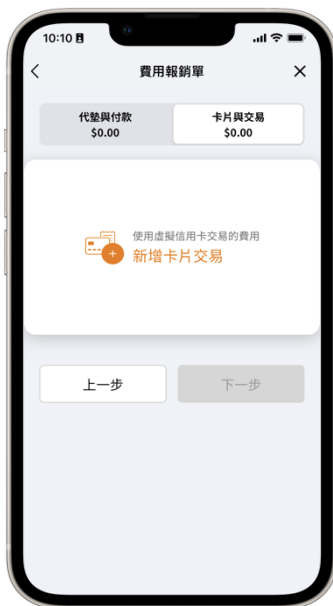 10:10
費用報銷單
代墊與付款
$0.00
卡片與交易
$0.00
使用虛擬信用卡交易的費用
新增卡片交易
上一步
下一步